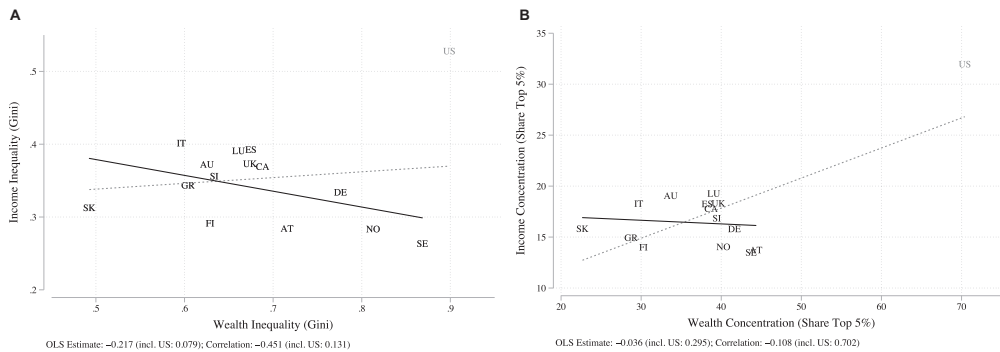 A
Income Inequality (Gini)
.5
.4
.3
.2
US
IT
LU
ES
AU
UK
CA
SI
GR
DE
SK
FI
AT
NO
SE
.5
.6
.7
.8
.9
Wealth Inequality (Gini)
OLS Estimate: −0.217 (incl. US: 0.079); Correlation: −0.451 (incl. US: 0.131)
B
Income Concentration (Share Top 5%)
35
30
25
20
15
10
US
LU
AU
IT
ES
UK
CA
SI
SK
DE
GR
FI
NO
SE
AT
20
30
40
50
60
70
Wealth Concentration (Share Top 5%)
OLS Estimate: −0.036 (incl. US: 0.295); Correlation: −0.108 (incl. US: 0.702)